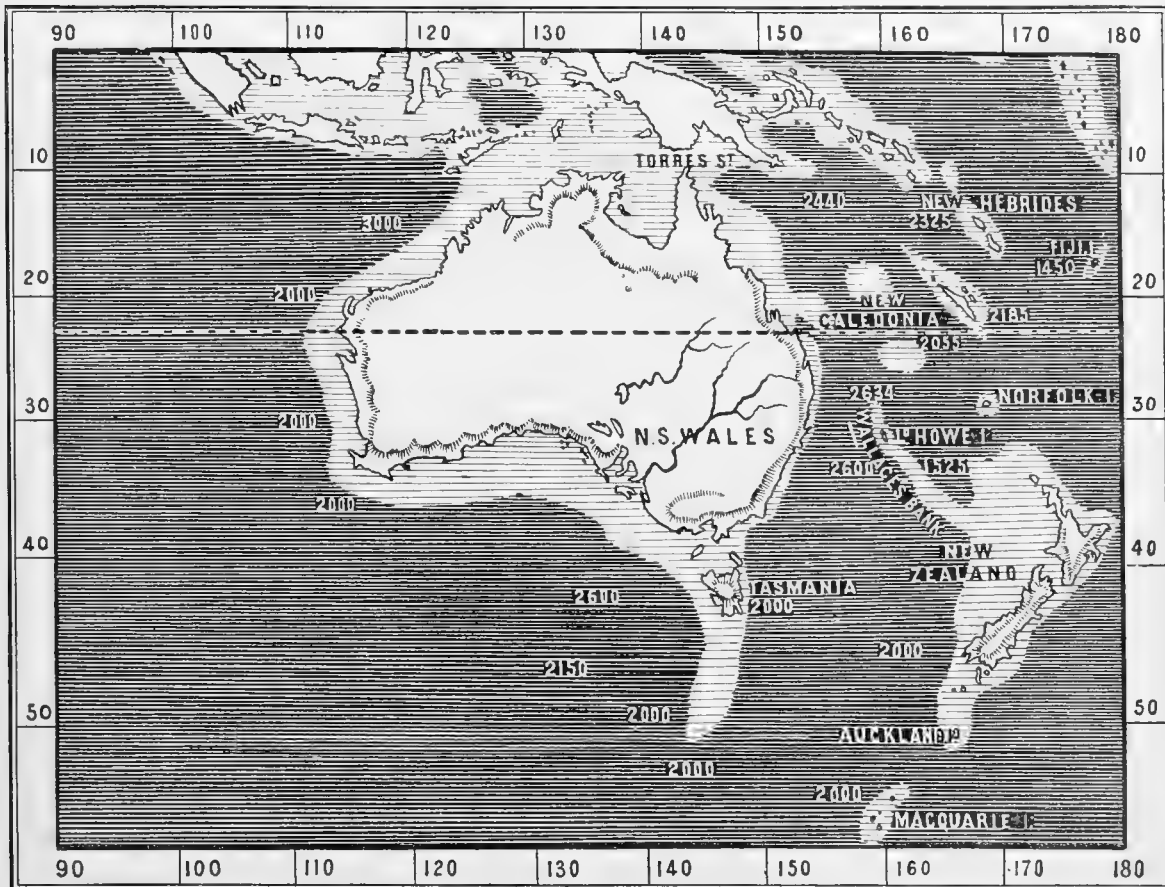 90 100 110 120 130 140 150 160 170 180
10 TORRES Sᵗ 10
3000 2440 NEW HEBRIDES
2325
FIJI I
1450
20 2000 20
NEW
CALEDONIA 2185
2055
2634 NORFOLK I
30 2000 N.S. WALES Lᵈ HOWE I 30
WALLACES BANK
2600 1525
2000
40 NEW 40
ZEALAND
TASMANIA
2600 2000
2150 2000
50 2000 AUCKLAND Iˢ 50
2000
2000
MACQUARIE I
90 100 110 120 130 140 150 160 170 180